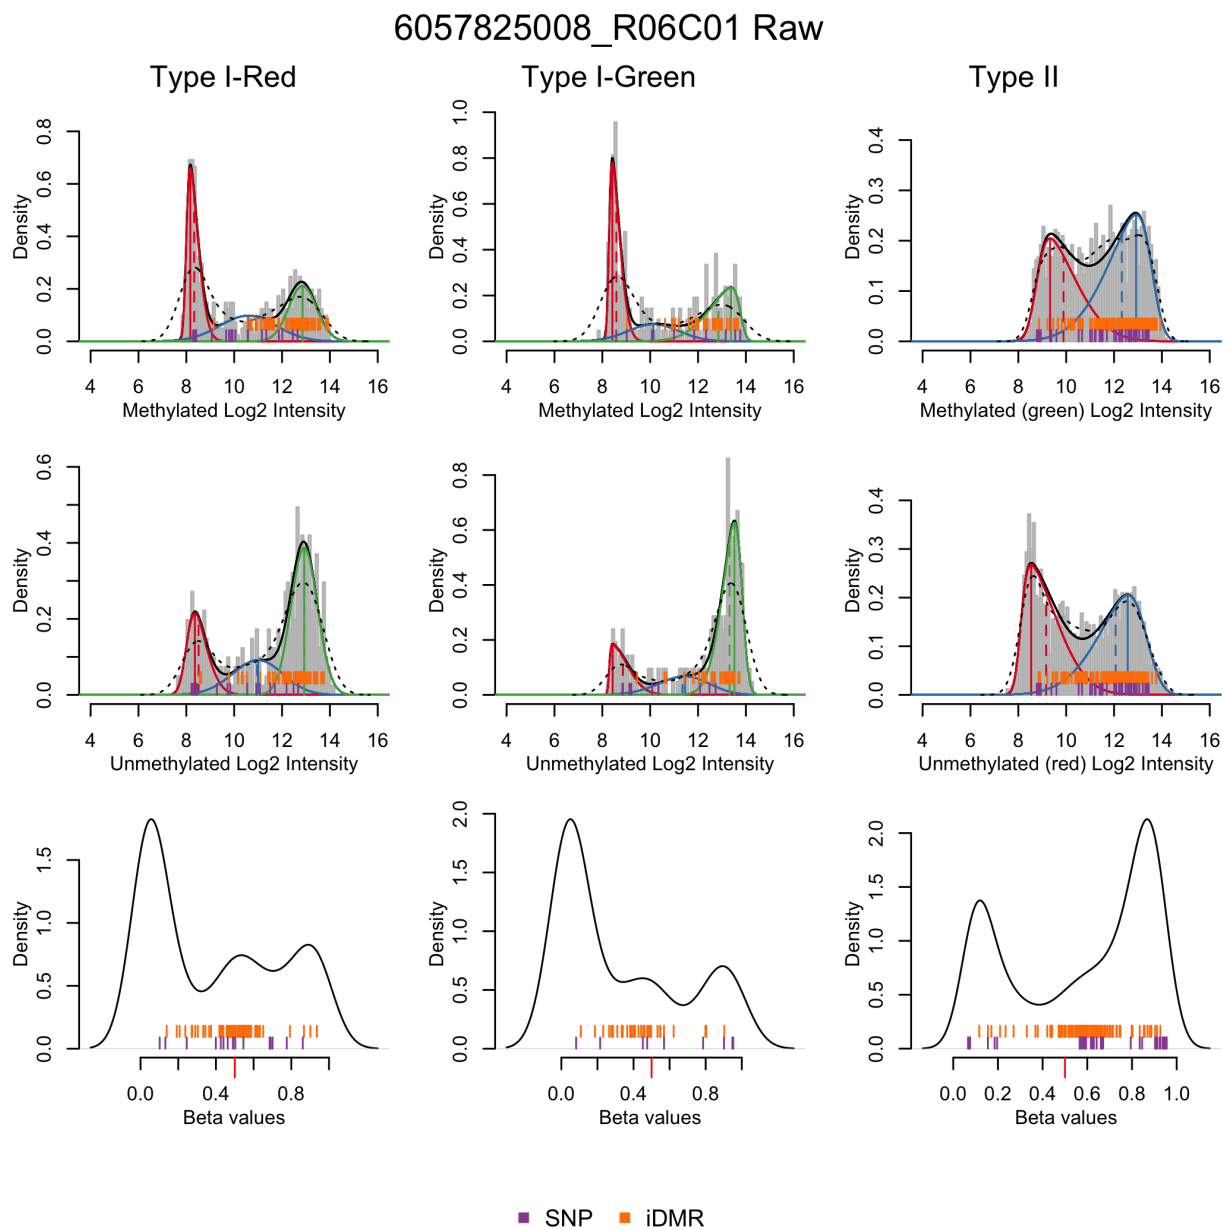 6057825008_R06C01 Raw
Type I-Red
Type I-Green
Type II
Density
0.0 0.2 0.4 0.6 0.8
4 6 8 10 12 14 16
Methylated Log2 Intensity
Density
0.0 0.2 0.4 0.6 0.8 1.0
4 6 8 10 12 14 16
Methylated Log2 Intensity
Density
0.0 0.1 0.2 0.3 0.4
4 6 8 10 12 14 16
Methylated (green) Log2 Intensity
Density
0.0 0.2 0.4 0.6
4 6 8 10 12 14 16
Unmethylated Log2 Intensity
Density
0.0 0.2 0.4 0.6 0.8
4 6 8 10 12 14 16
Unmethylated Log2 Intensity
Density
0.0 0.1 0.2 0.3 0.4
4 6 8 10 12 14 16
Unmethylated (red) Log2 Intensity
Density
0.0 0.5 1.0 1.5
0.0 0.4 0.8
Beta values
Density
0.0 0.5 1.0 1.5 2.0
0.0 0.4 0.8
Beta values
Density
0.0 0.5 1.0 1.5 2.0
0.0 0.2 0.4 0.6 0.8 1.0
Beta values
SNP iDMR